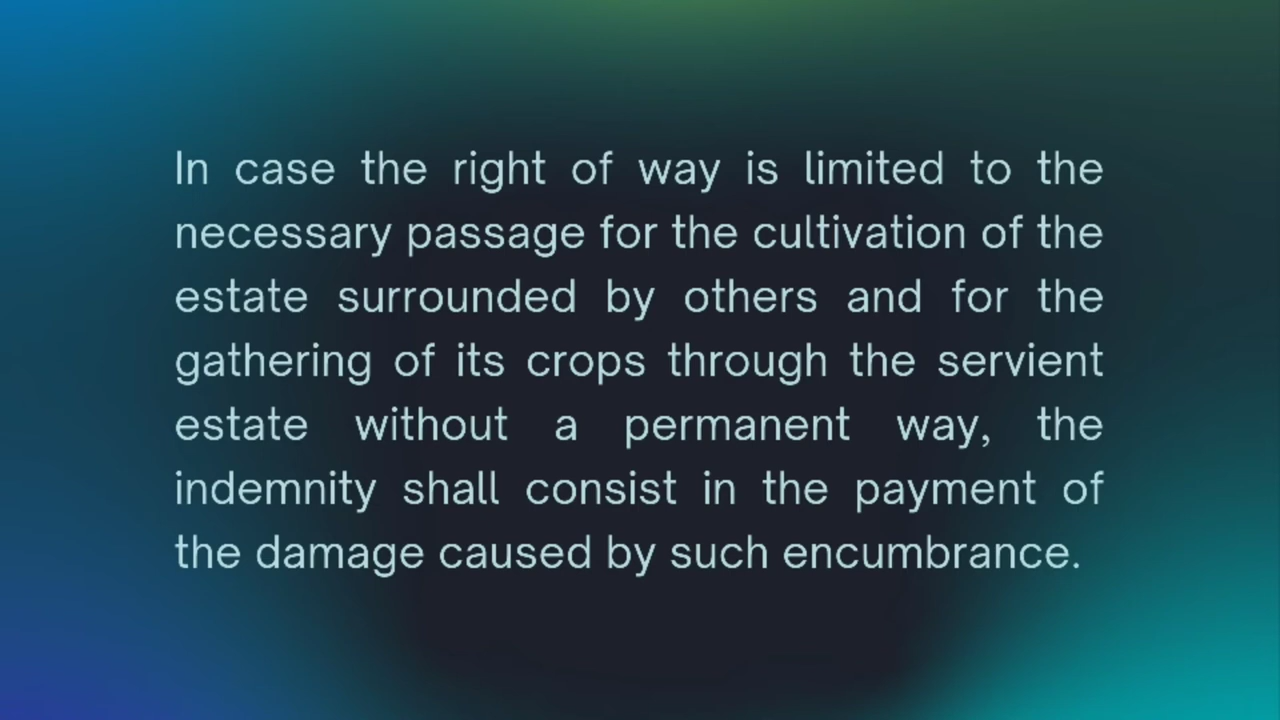 In case the right of way is limited to the
necessary passage for the cultivation of the
estate surrounded by others and for the
gathering of its crops through the servient
estate without a permanent way, the
indemnity shall consist in the payment of
the damage caused by such encumbrance.